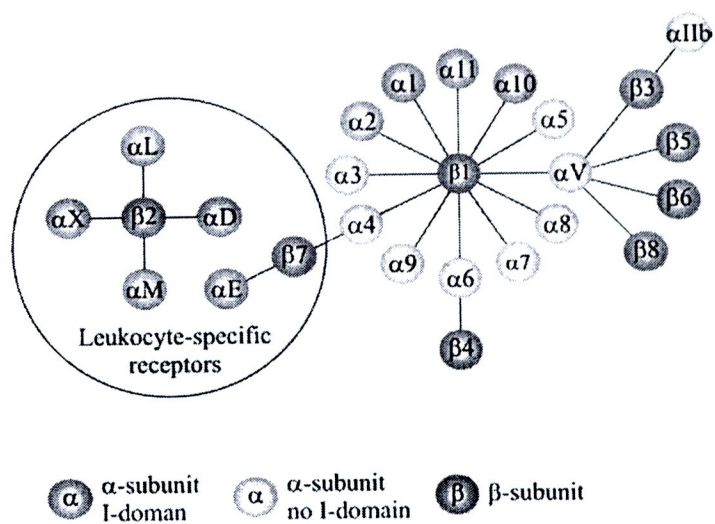 αIIb
α11
α1
α10
β3
α2
α5
β5
αL
α3
β1
αV
β6
αX
β2
αD
α4
α8
β7
α9
α7
β8
αM
αE
α6
Leukocyte-specific
receptors
β4
α
α-subunit
I-doman
α
α-subunit
no I-domain
β
β-subunit